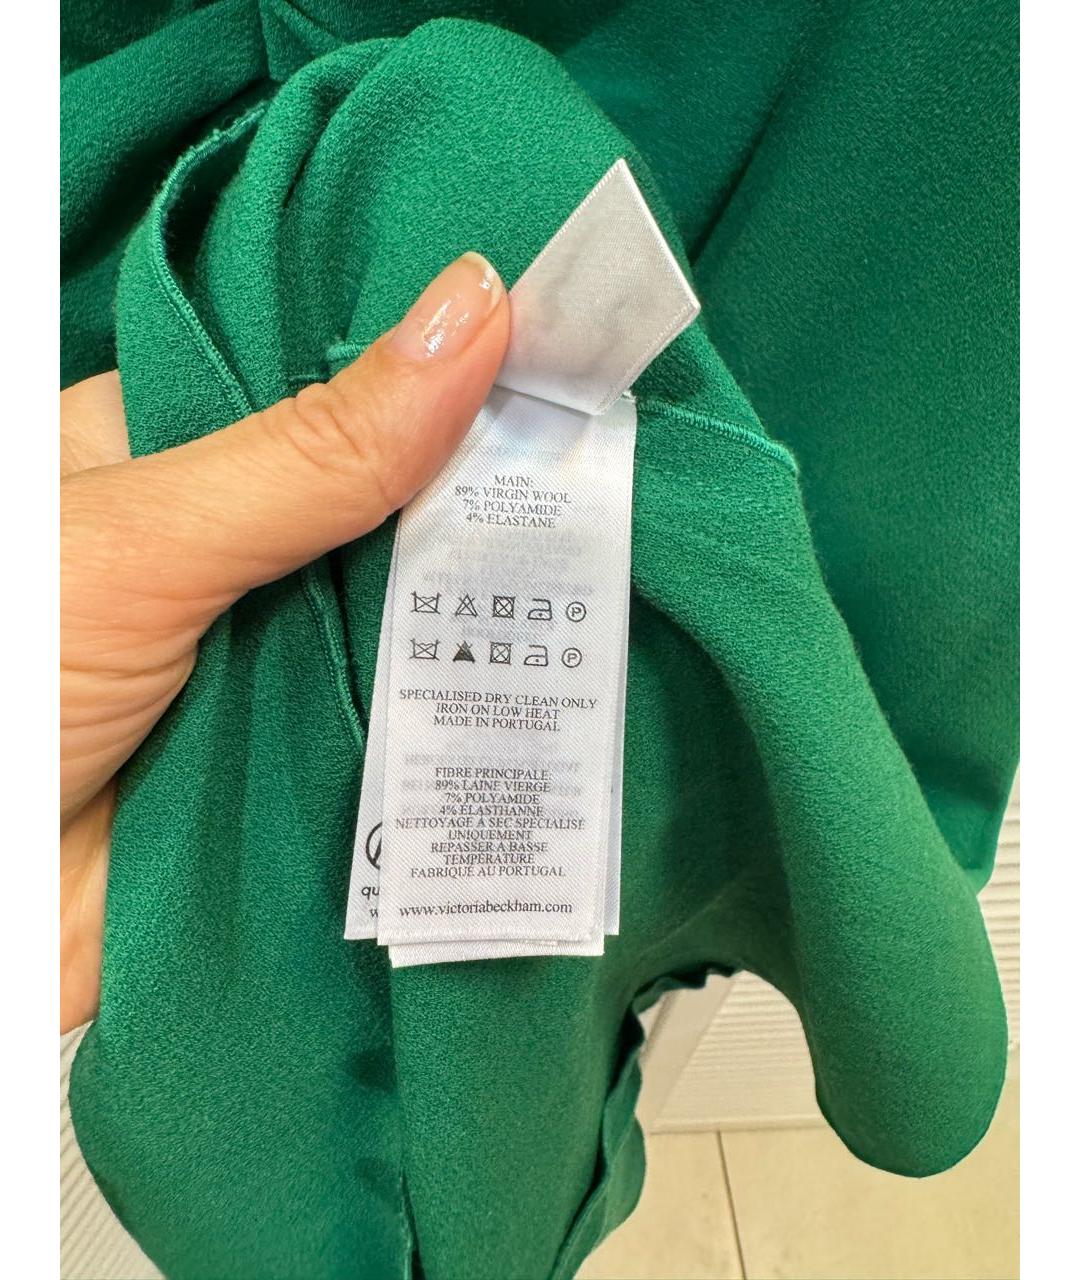 MAIN:
89% VIRGIN WOOL
7% POLYAMIDE
4% ELASTANE
P
P
SPECIALISED DRY CLEAN ONLY
IRON ON LOW HEAT
MADE IN PORTUGAL
FIBRE PRINCIPALE:
89% LAINE VIERGE
7% POLYAMIDE
4% ÉLASTHANNE
NETTOYAGE À SEC SPÉCIALISÉ
UNIQUEMENT
REPASSER À BASSE
TEMPÉRATURE
FABRIQUÉ AU PORTUGAL
qu
www.victoriabeckham.com